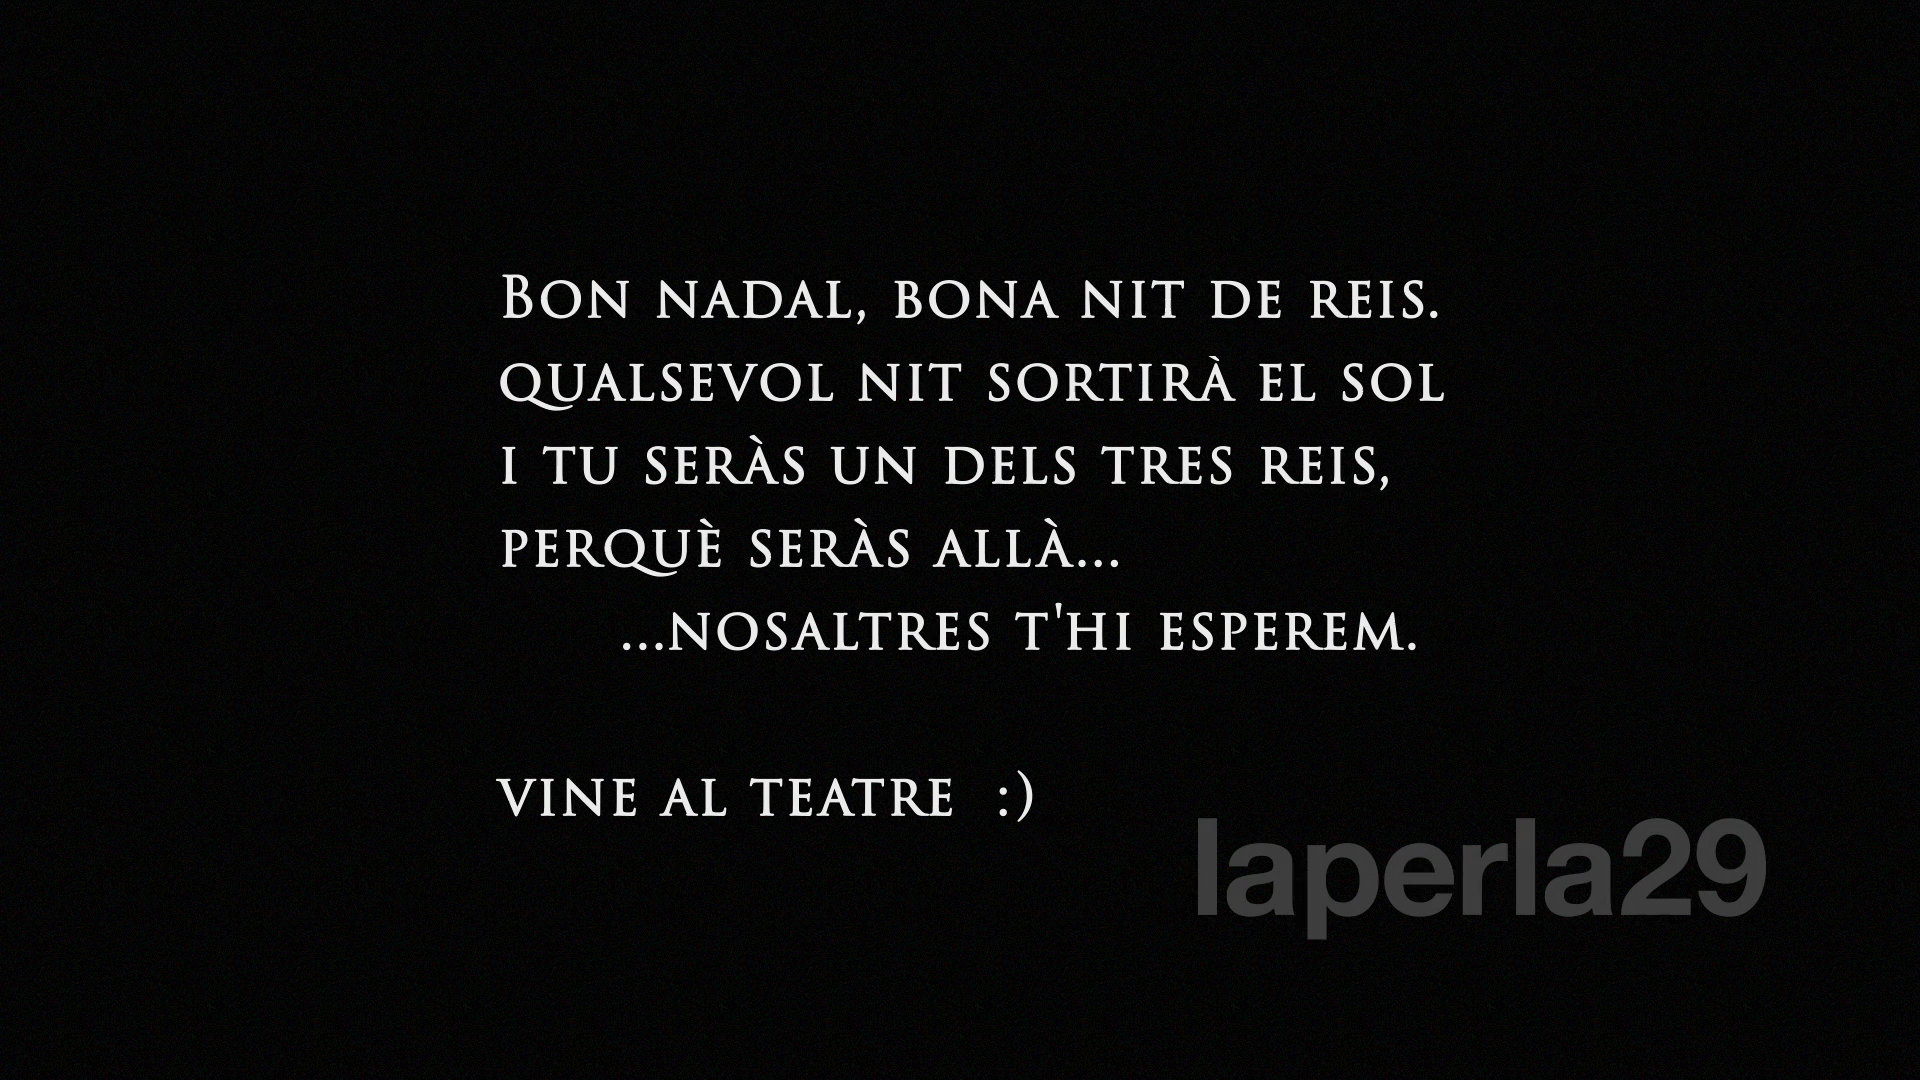 Bon nadal, bona nit de reis.
qualsevol nit sortirà el sol
i tu seràs un dels tres reis,
perquè seràs allà...
...nosaltres t'hi esperem.
vine al teatre :)
laperla29